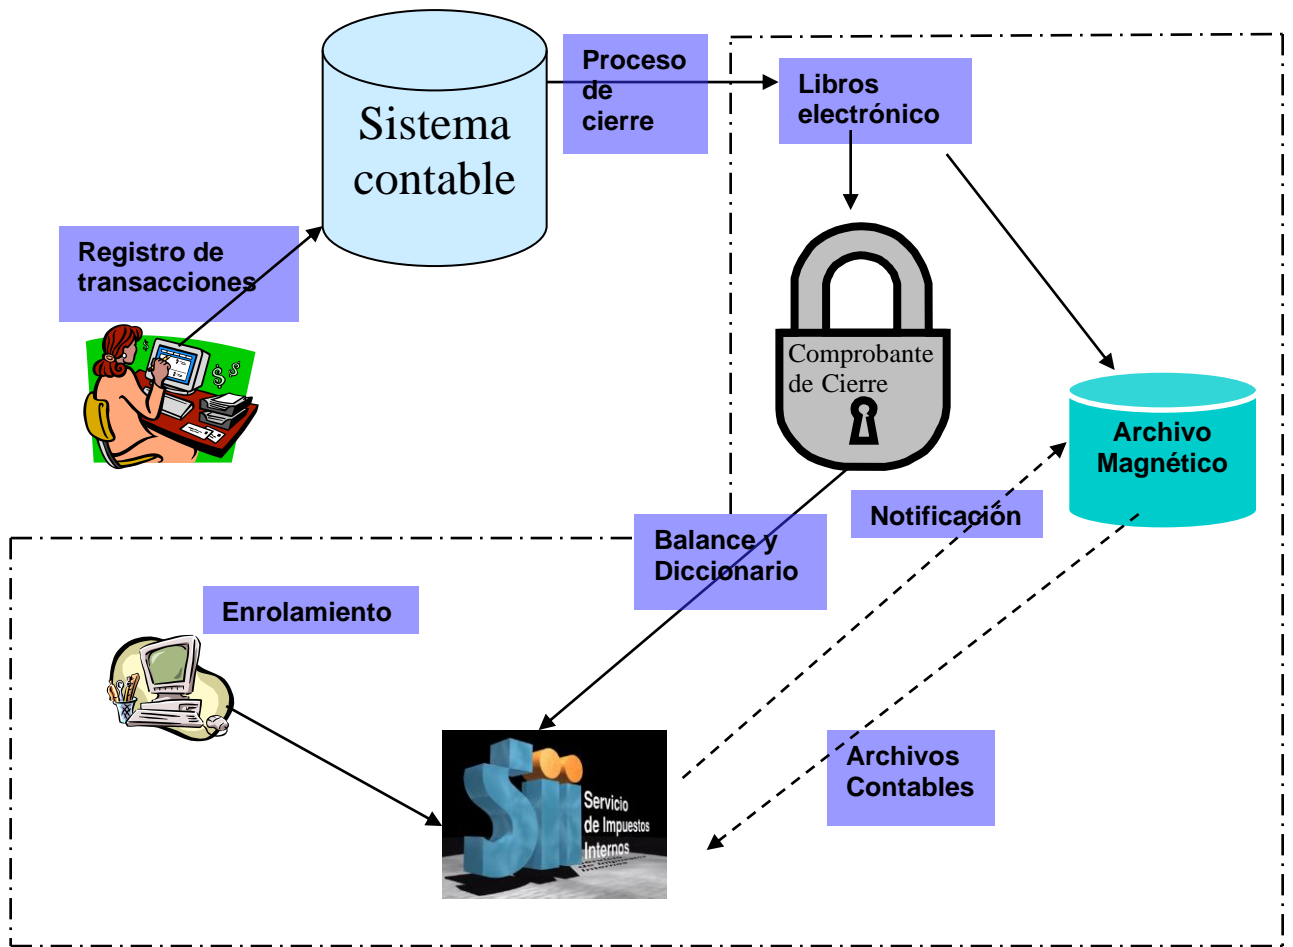 Proceso
de
cierre
Libros
electrónico
Sistema
contable
Registro de
transacciones
Comprobante
de Cierre
Archivo
Magnético
Notificación
Balance y
Diccionario
Enrolamiento
Archivos
Contables
SII
Servicio
de Impuestos
Internos